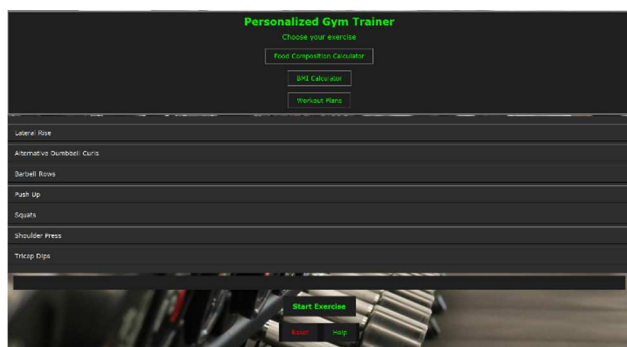 Personalized Gym Trainer
Choose your exercise
Food Composition Calculator
BMI Calculator
Workout Plans
Lateral Rise
Alternative Dumbbell Curls
Barbell Rows
Push Up
Squats
Shoulder Press
Tricep Dips
Start Exercise
Reset Help